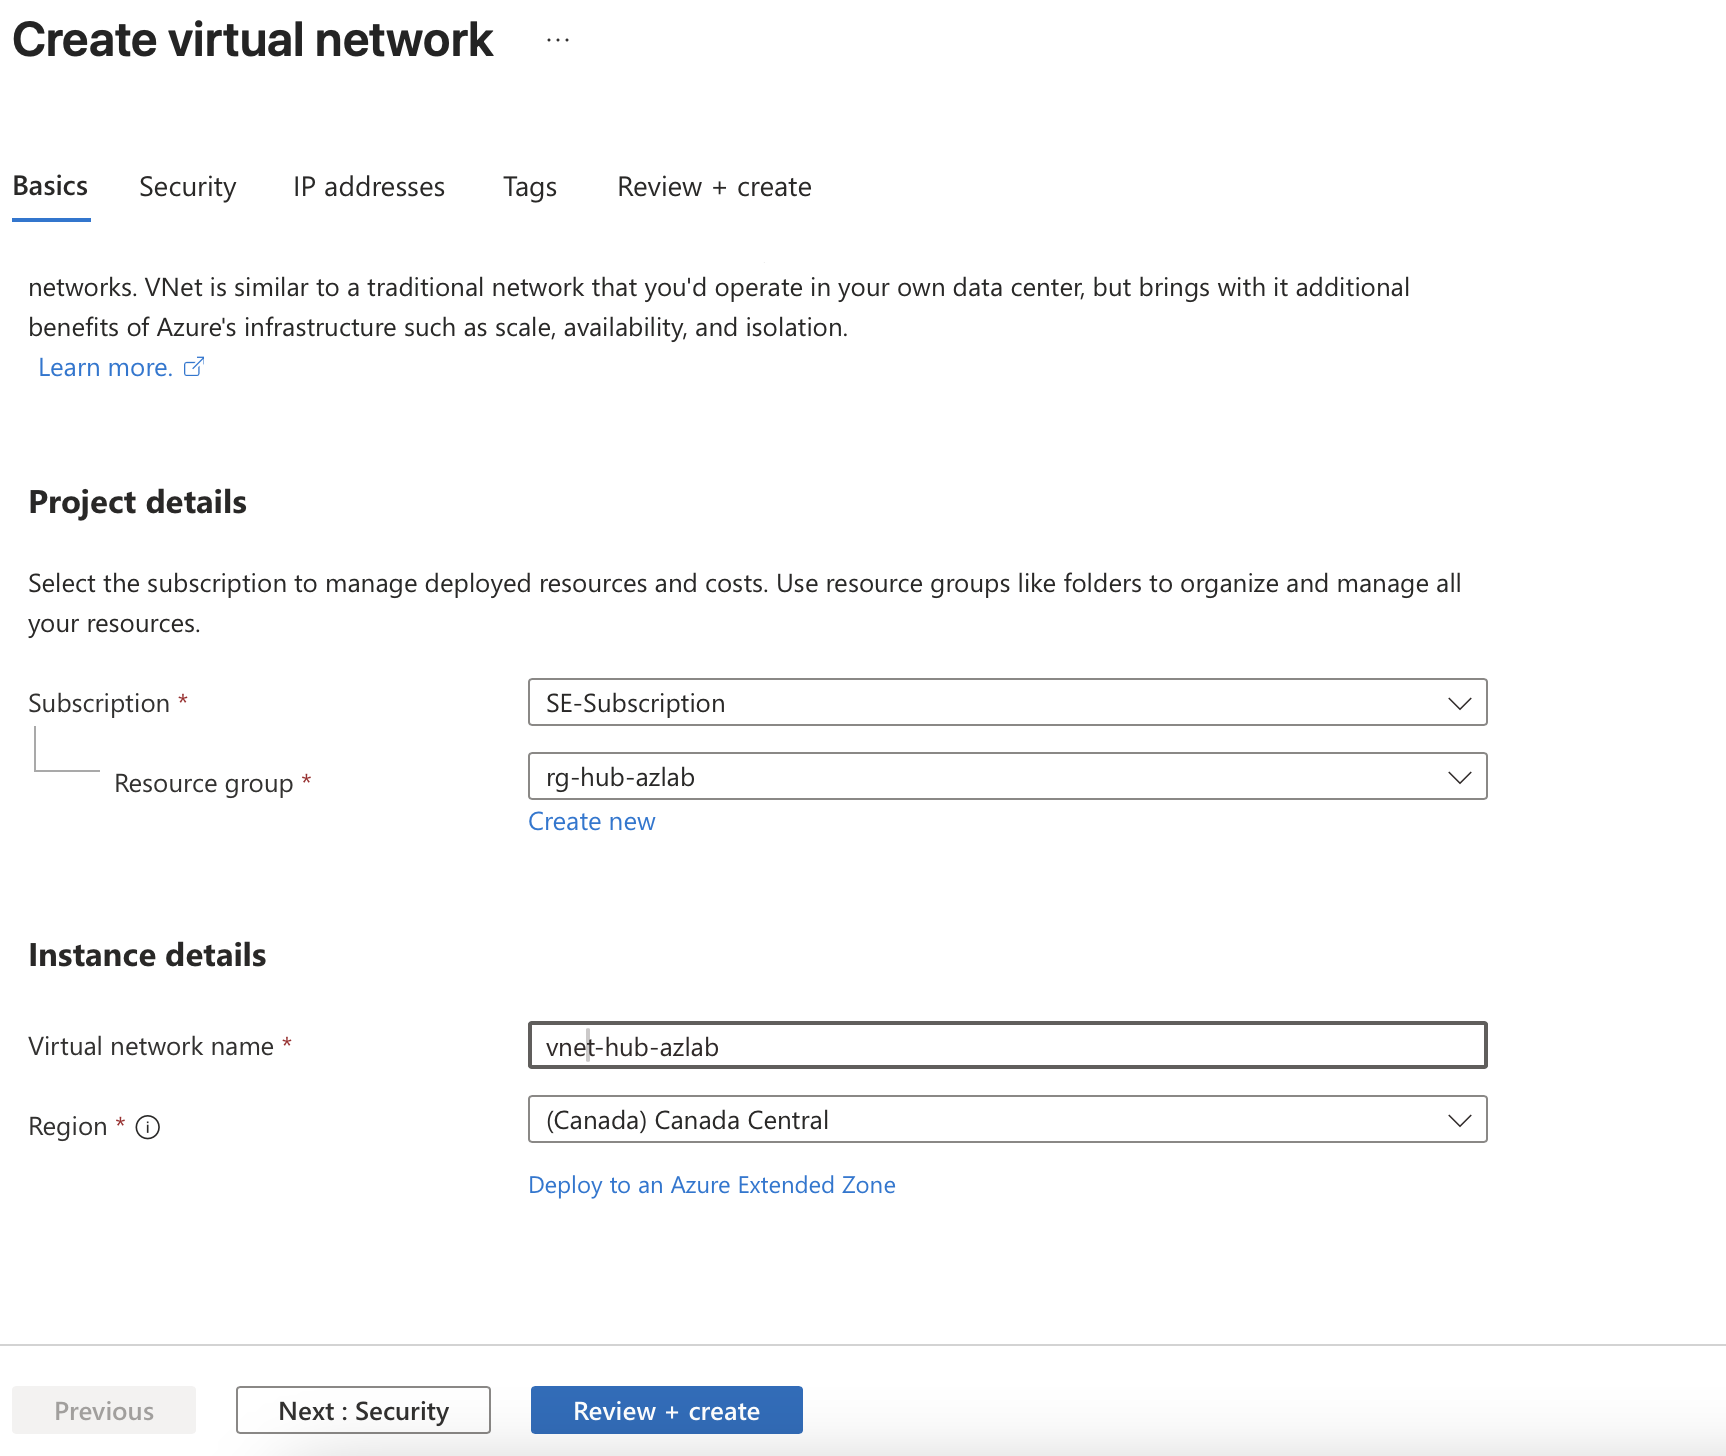 Create virtual network ...
Basics Security IP addresses Tags Review + create
networks. VNet is similar to a traditional network that you'd operate in your own data center, but brings with it additional
benefits of Azure's infrastructure such as scale, availability, and isolation.
Learn more.
Project details
Select the subscription to manage deployed resources and costs. Use resource groups like folders to organize and manage all
your resources.
Subscription * SE-Subscription
Resource group * rg-hub-azlab
Create new
Instance details
Virtual network name * vnet-hub-azlab
Region * (Canada) Canada Central
Deploy to an Azure Extended Zone
Previous Next : Security Review + create